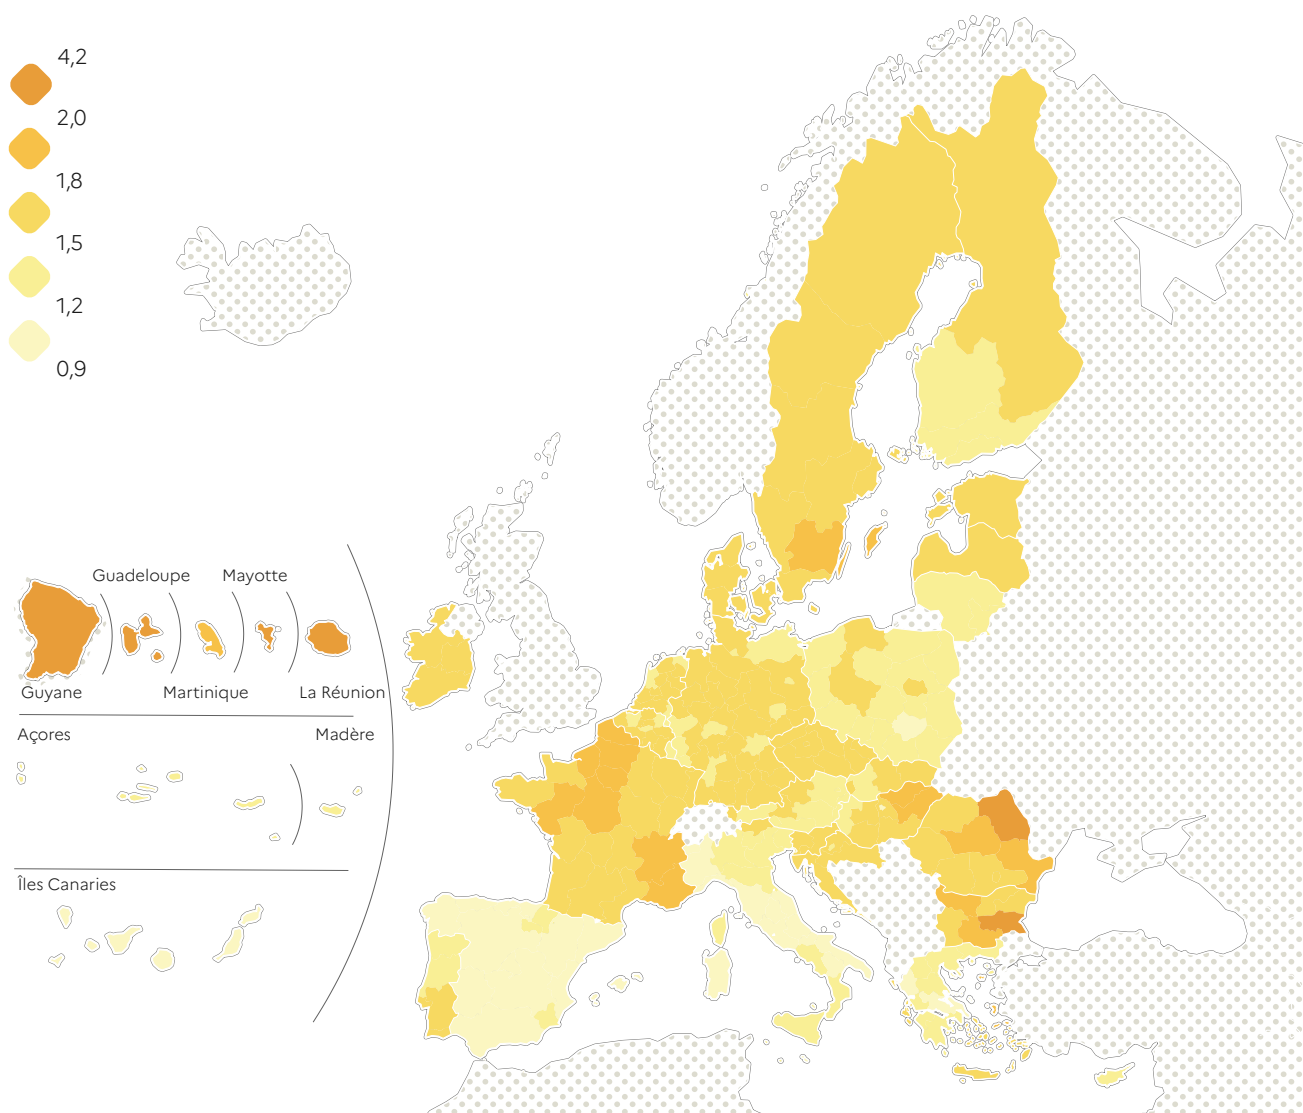 4,2
2,0
1,8
1,5
1,2
0,9
Guadeloupe
Mayotte
Guyane
Martinique
La Réunion
Açores
Madère
Îles Canaries